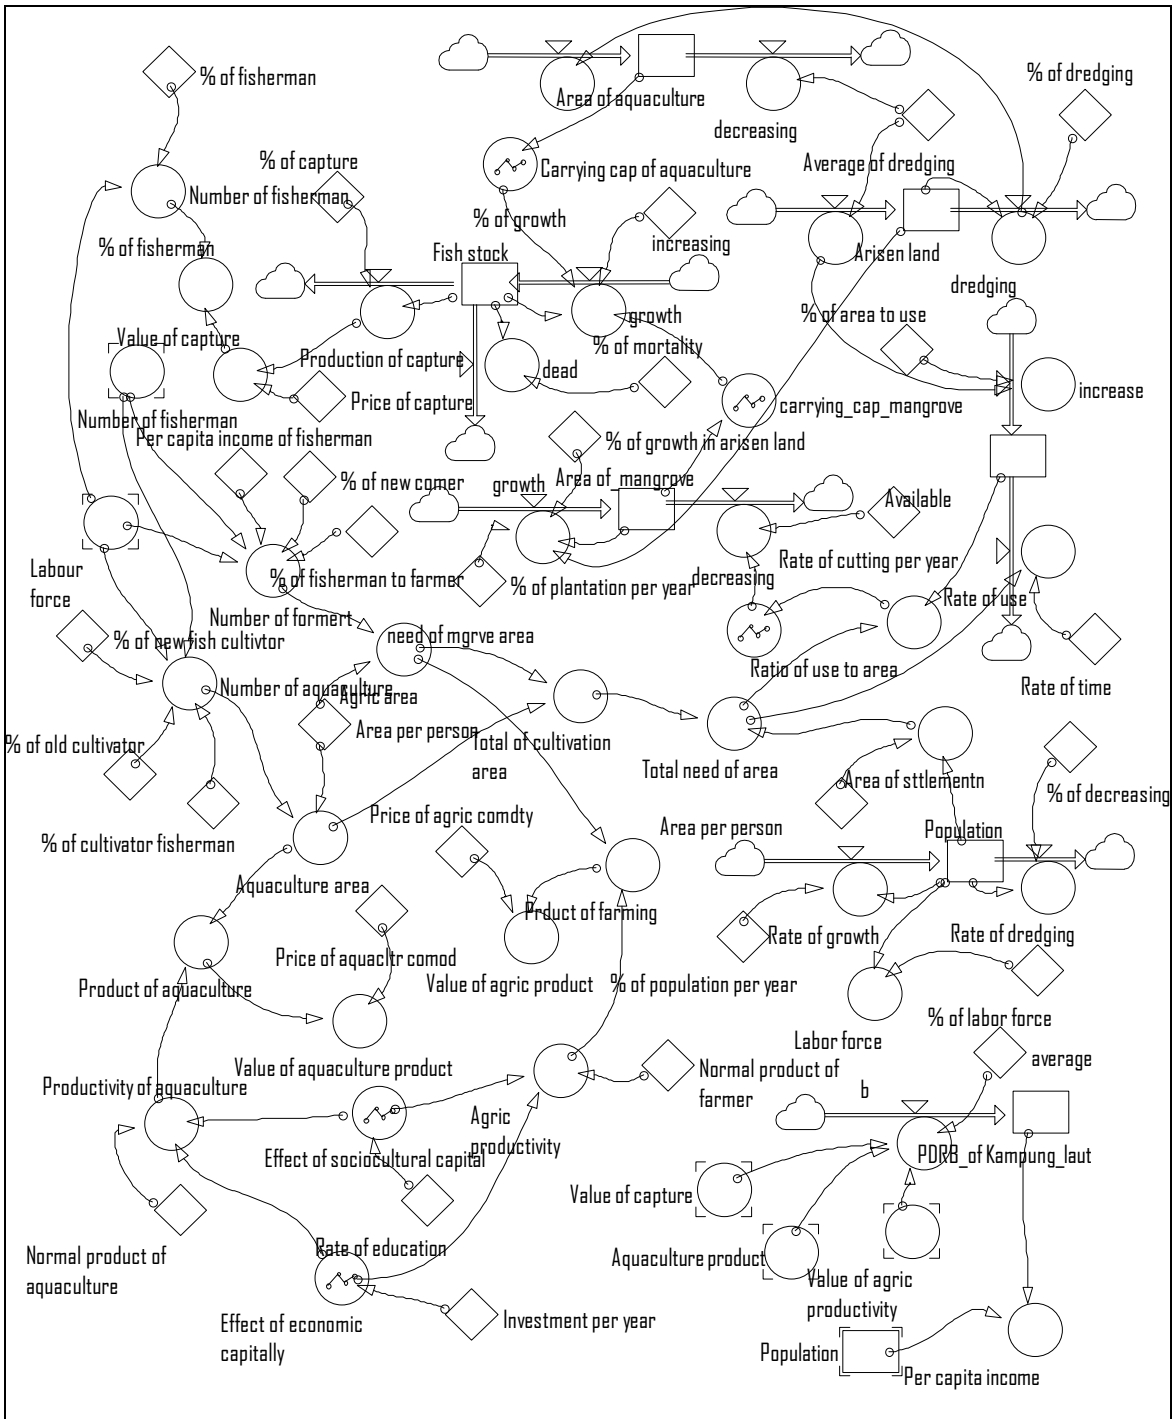 % of fisherman
% of dredging
Area of aquaculture
decreasing
% of capture
Carrying cap of aquaculture
Average of dredging
Number of fisherman
% of growth
increasing
% of fisherman
Fish stock
Arisen land
dredging
growth
% of area to use
Value of capture
Production of capture
% of mortality
dead
Price of capture
carrying_cap_mangrove
increase
Number of fisherman
Per capita income of fisherman
% of growth in arisen land
% of new comer
growth
Area of_mangrove
Available
Labour
force
% of fisherman to farmer
% of plantation per year
decreasing
Rate of cutting per year
Rate of use
Number of formert
% of new fish cultivtor
need of mgrve area
Ratio of use to area
Rate of time
Number of aquaculture
Agric area
Area per person
% of old cultivator
Total of cultivation
area
Total need of area
Area of sttlementn
% of decreasing
% of cultivator fisherman
Price of agric comdty
Area per person
Population
Aquaculture area
Prduct of farming
Rate of growth
Rate of dredging
Product of aquaculture
Price of aquacltr comod
Value of agric product
% of population per year
Labor force
% of labor force
Value of aquaculture product
Productivity of aquaculture
Normal product of
farmer
average
b
Agric
productivity
Effect of sociocultural capital
PDRB_of Kampung_laut
Value of capture
Normal product of
aquaculture
Rate of education
Aquaculture product
Value of agric
productivity
Effect of economic
capitally
Investment per year
Population
Per capita income